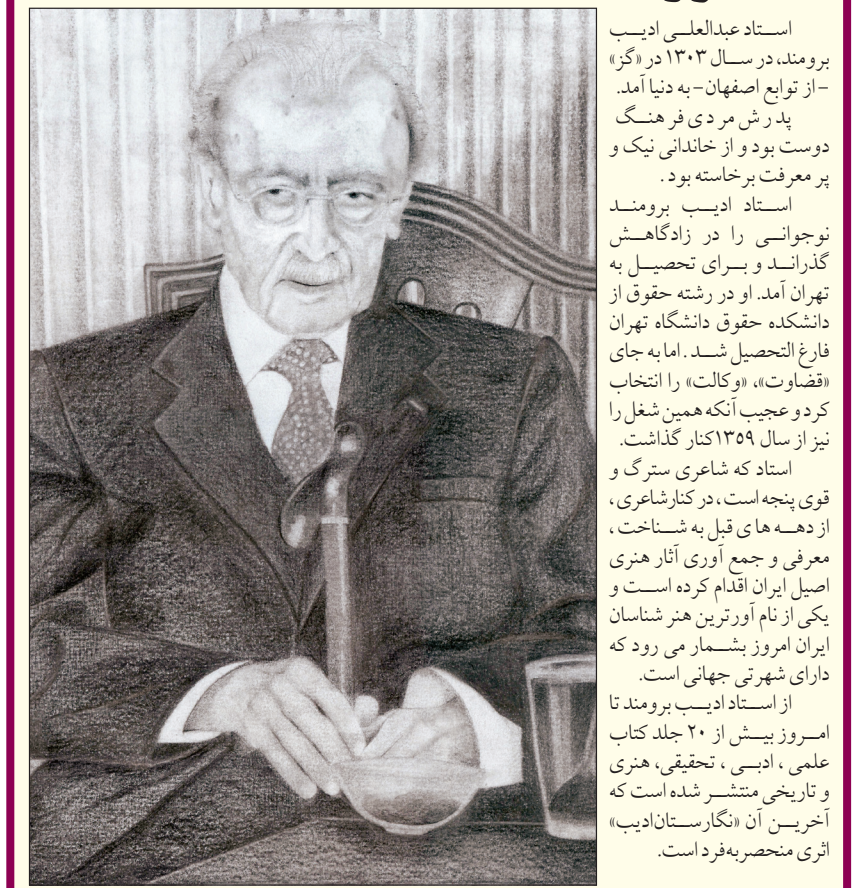 استاد عبدالعلی ادیب
برومند، در سال ۱۳۰۳ در «گز»
-از توابع اصفهان- به دنیا آمد.
پدرش مردی فرهنگ
دوست بود و از خاندانی نیک و
پر معرفت برخاسته بود.
استاد ادیب برومند
نوجوانی را در زادگاهش
گذراند و برای تحصیل به
تهران آمد. او در رشته حقوق از
دانشکده حقوق دانشگاه تهران
فارغ التحصیل شد. اما به جای
«قضاوت»، «وکالت» را انتخاب
کرد و عجیب آنکه همین شغل را
نیز از سال ۱۳۵۹کنار گذاشت.
استاد که شاعری سترگ و
قوی پنجه است، در کنارشاعری،
از دهه های قبل به شناخت،
معرفی و جمع آوری آثار هنری
اصیل ایران اقدام کرده است و
یکی از نام آورترین هنر شناسان
ایران امروز بشمار می رود که
دارای شهرتی جهانی است.
از استاد ادیب برومند تا
امروز بیش از ۲۰ جلد کتاب
علمی، ادبی، تحقیقی، هنری
و تاریخی منتشر شده است که
آخرین آن «نگارستان‌ادیب»
اثری منحصربه‌فرد است.